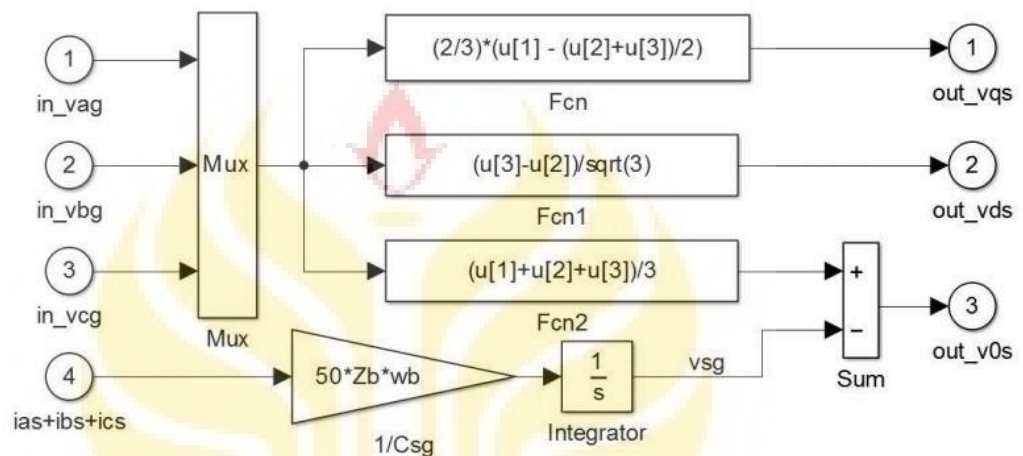 1
in_vag
2
in_vbg
3
in_vcg
4
ias+ibs+ics
Mux
Mux
(2/3)*(u[1] - (u[2]+u[3])/2)
Fcn
(u[3]-u[2])/sqrt(3)
Fcn1
(u[1]+u[2]+u[3])/3
Fcn2
50*Zb*wb
1/Csg
1
s
Integrator
vsg
+
−
Sum
1
out_vqs
2
out_vds
3
out_v0s